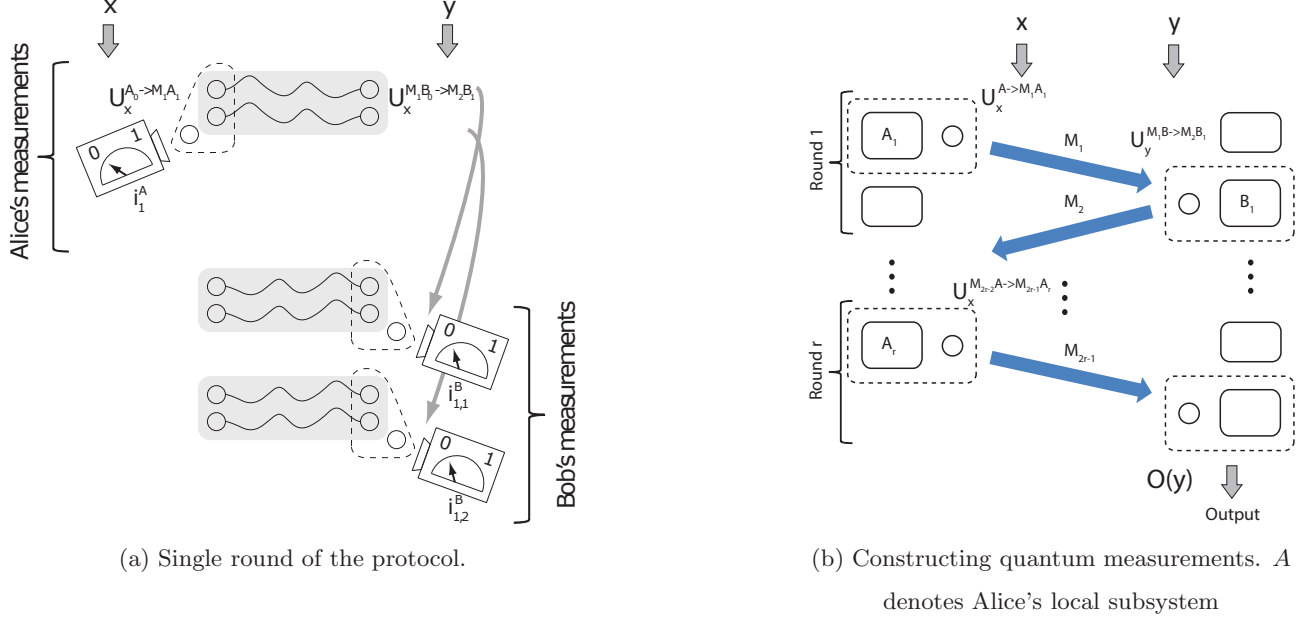 x
y
Alice's measurements
U_x^{A_0->M_1A_1}
U_x^{M_1B_0->M_2B_1}
0 1
i_1^A
0 1
i_{1,1}^B
0 1
i_{1,2}^B
Bob's measurements
(a) Single round of the protocol.
x
y
U_x^{A->M_1A_1}
Round 1
A_1
M_1
U_y^{M_1B->M_2B_1}
M_2
B_1
U_x^{M_{2r-2}A->M_{2r-1}A_r}
Round r
A_r
M_{2r-1}
O(y)
Output
(b) Constructing quantum measurements. A
denotes Alice's local subsystem